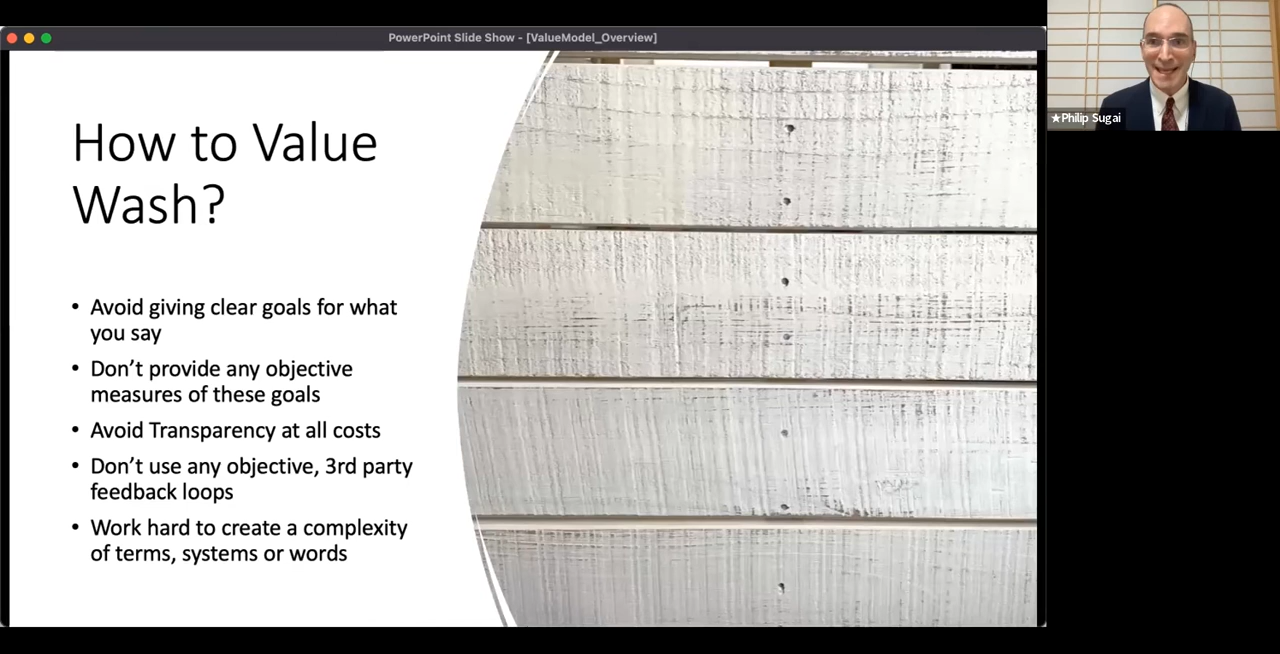 PowerPoint Slide Show - [ValueModel_Overview]
How to Value
Wash?
• Avoid giving clear goals for what
you say
• Don’t provide any objective
measures of these goals
• Avoid Transparency at all costs
• Don’t use any objective, 3rd party
feedback loops
• Work hard to create a complexity
of terms, systems or words
★Philip Sugai